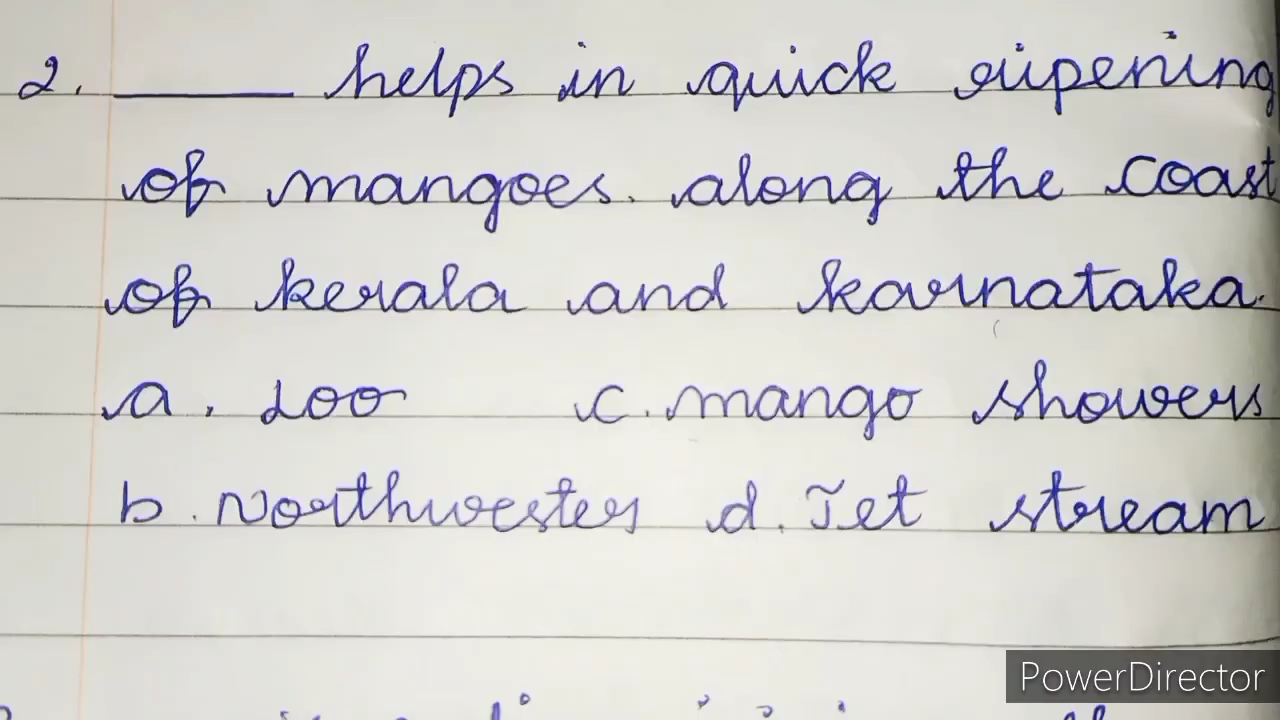 2. ______ helps in quick ripening
of mangoes. along the coast
of kerala and karnataka.
a. Loo c. mango showers
b. Northwester d. Jet stream
PowerDirector